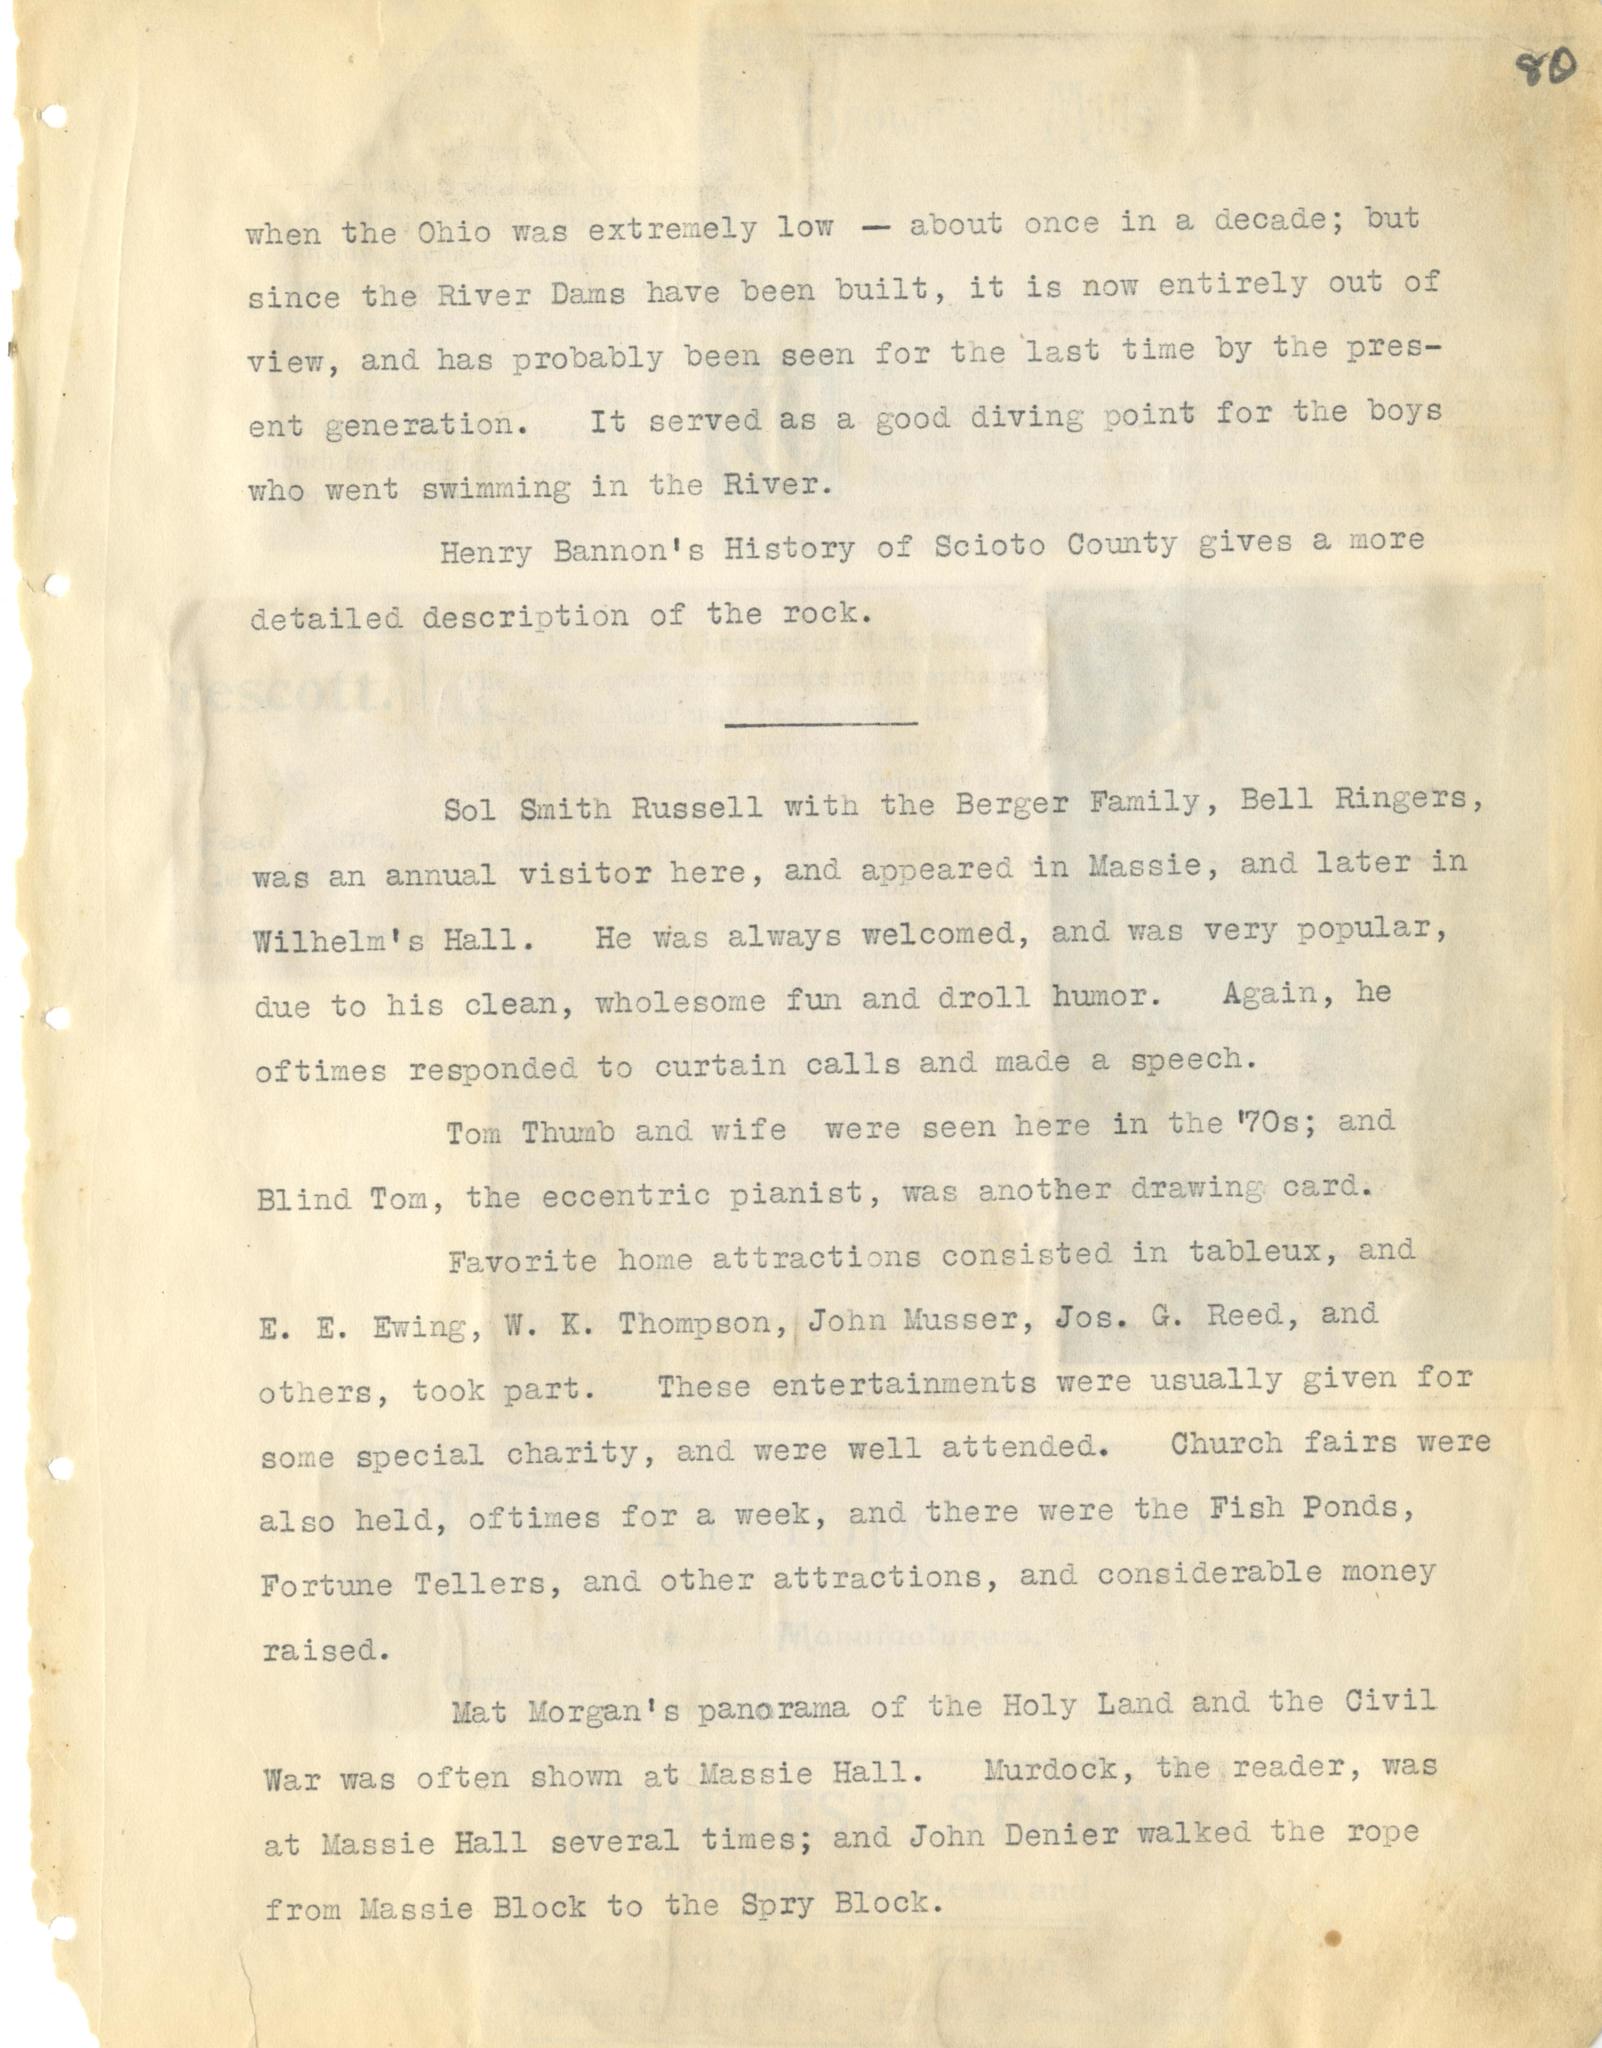 80
when the Ohio was extremely low — about once in a decade; but
since the River Dams have been built, it is now entirely out of
view, and has probably been seen for the last time by the pres-
ent generation. It served as a good diving point for the boys
who went swimming in the River.
Henry Bannon's History of Scioto County gives a more
detailed description of the rock.
Sol Smith Russell with the Berger Family, Bell Ringers,
was an annual visitor here, and appeared in Massie, and later in
Wilhelm's Hall. He was always welcomed, and was very popular,
due to his clean, wholesome fun and droll humor. Again, he
oftimes responded to curtain calls and made a speech.
Tom Thumb and wife were seen here in the '70s; and
Blind Tom, the eccentric pianist, was another drawing card.
Favorite home attractions consisted in tableux, and
E. E. Ewing, W. K. Thompson, John Musser, Jos. G. Reed, and
others, took part. These entertainments were usually given for
some special charity, and were well attended. Church fairs were
also held, oftimes for a week, and there were the Fish Ponds,
Fortune Tellers, and other attractions, and considerable money
raised.
Mat Morgan's panorama of the Holy Land and the Civil
War was often shown at Massie Hall. Murdock, the reader, was
at Massie Hall several times; and John Denier walked the rope
from Massie Block to the Spry Block.